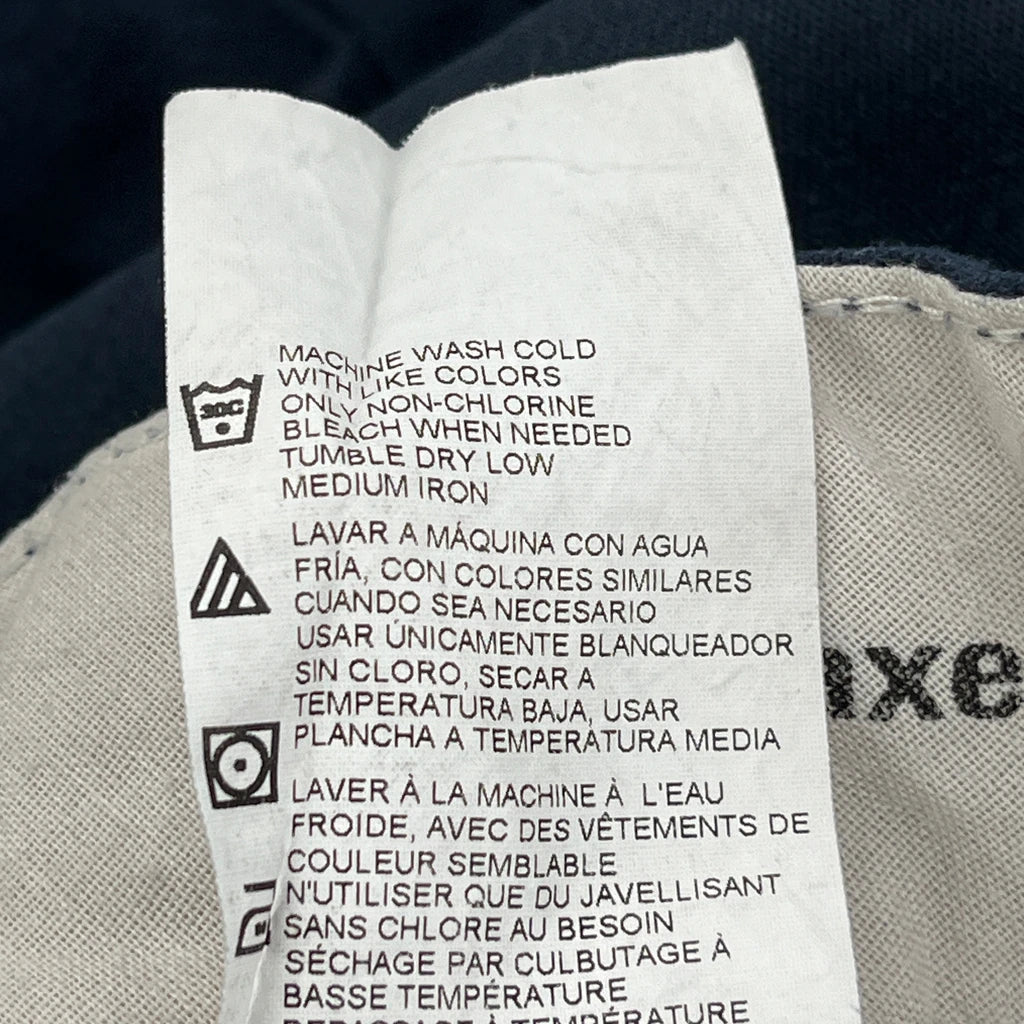 MACHINE WASH COLD
WITH LIKE COLORS
ONLY NON-CHLORINE
BLEACH WHEN NEEDED
TUMBLE DRY LOW
MEDIUM IRON
30C
LAVAR A MÁQUINA CON AGUA
FRÍA, CON COLORES SIMILARES
CUANDO SEA NECESARIO
USAR ÚNICAMENTE BLANQUEADOR
SIN CLORO, SECAR A
TEMPERATURA BAJA, USAR
PLANCHA A TEMPERATURA MEDIA
LAVER À LA MACHINE À L'EAU
FROIDE, AVEC DES VÊTEMENTS DE
COULEUR SEMBLABLE
N'UTILISER QUE DU JAVELLISANT
SANS CHLORE AU BESOIN
SÉCHAGE PAR CULBUTAGE À
BASSE TEMPÉRATURE
REPASSAGE À TEMPÉRATURE